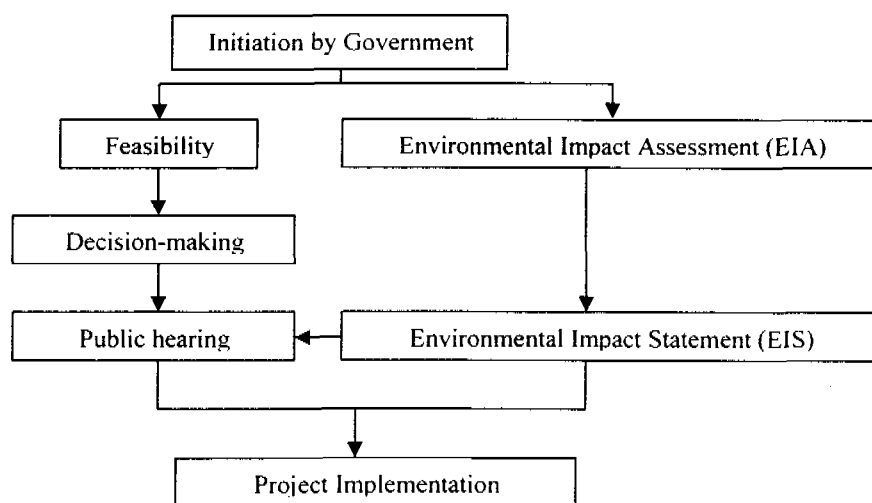 Initiation by Government
Feasibility
Environmental Impact Assessment (EIA)
Decision-making
Public hearing
Environmental Impact Statement (EIS)
Project Implementation